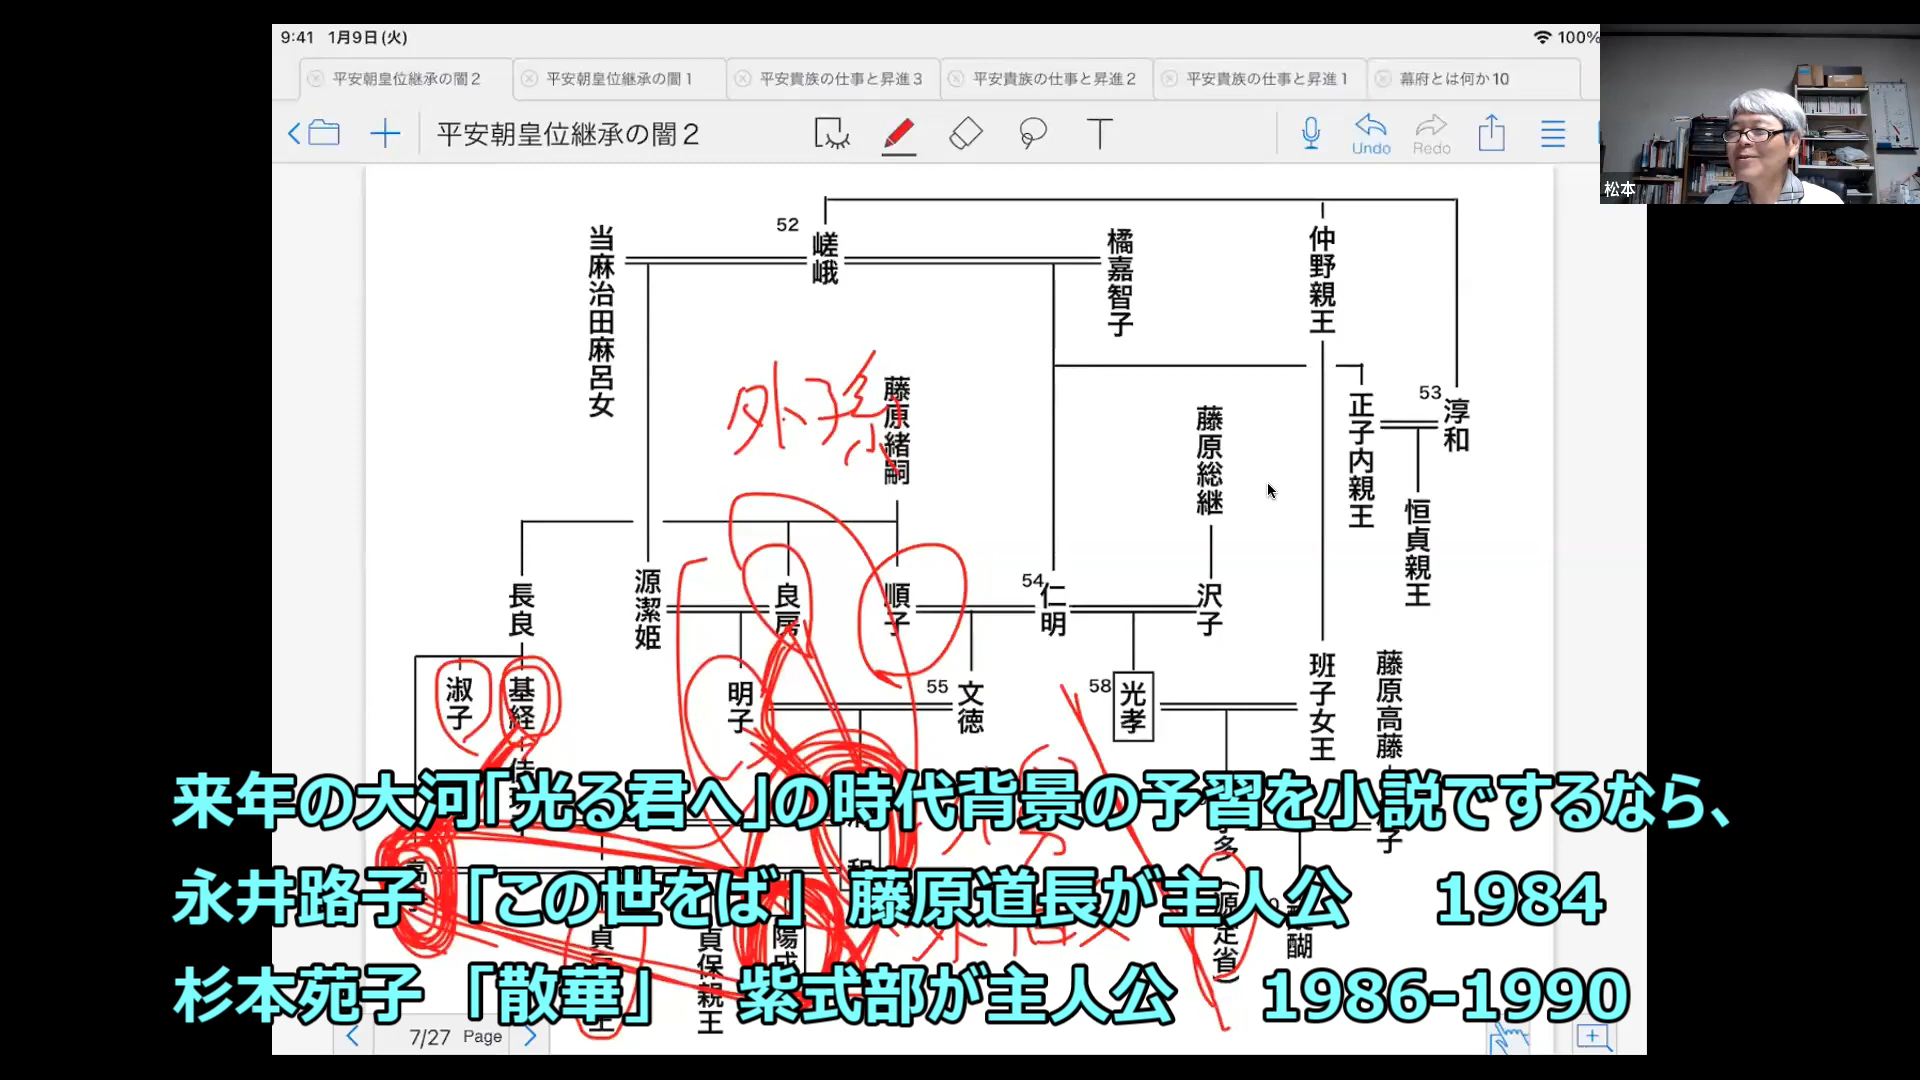 9:41 1月9日(火)
100%
平安朝皇位継承の闇2
平安朝皇位継承の闇1
平安貴族の仕事と昇進3
平安貴族の仕事と昇進2
平安貴族の仕事と昇進1
幕府とは何か10
平安朝皇位継承の闇2
Undo
Redo
松本
当麻治田麻呂女
52
嵯峨
橘嘉智子
仲野親王
53
淳和
正子内親王
恒貞親王
外子孫
藤原緒嗣
藤原総継
長良
源潔姫
良房
順子
54
仁明
沢子
淑子
基経
明子
55
文徳
58
光孝
班子女王
藤原高藤
貞保親王
陽成
(源定省)
醍醐
来年の大河「光る君へ」の時代背景の予習を小説でするなら、
永井路子「この世をば」 藤原道長が主人公 1984
杉本苑子「散華」 紫式部が主人公 1986-1990
7/27 Page